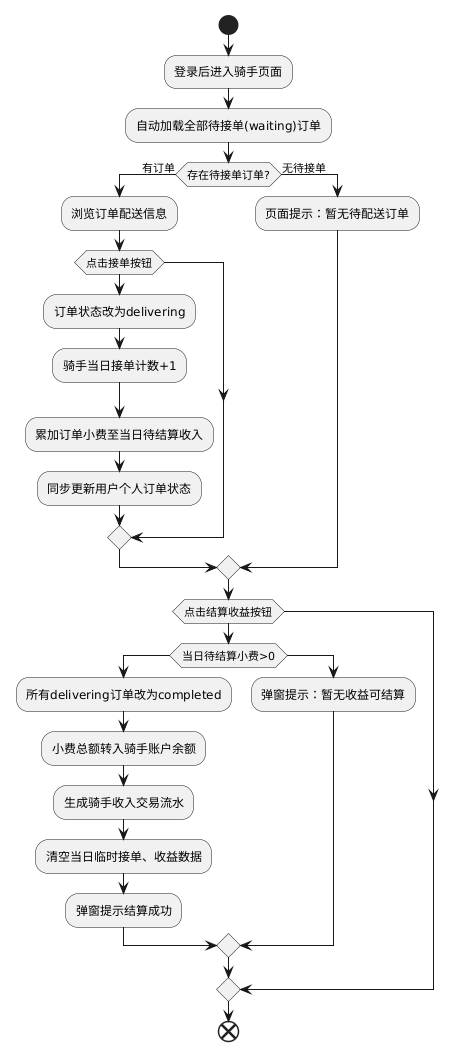 登录后进入骑手页面
自动加载全部待接单(waiting)订单
有订单
存在待接单订单?
无待接单
浏览订单配送信息
页面提示：暂无待配送订单
点击接单按钮
订单状态改为delivering
骑手当日接单计数+1
累加订单小费至当日待结算收入
同步更新用户个人订单状态
点击结算收益按钮
当日待结算小费>0
所有delivering订单改为completed
弹窗提示：暂无收益可结算
小费总额转入骑手账户余额
生成骑手收入交易流水
清空当日临时接单、收益数据
弹窗提示结算成功